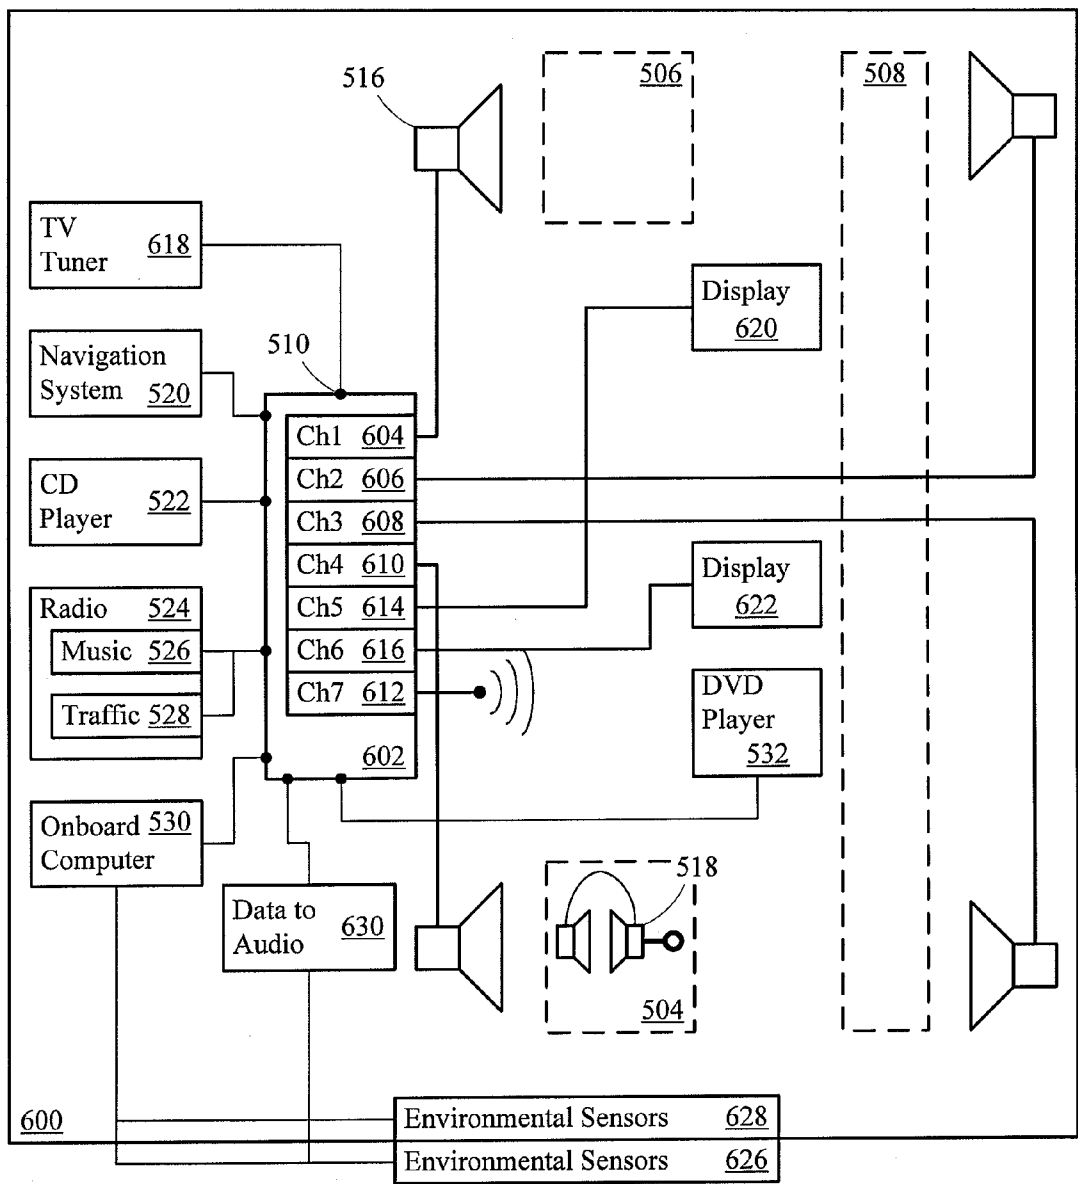 516
506
508
TV
Tuner 618
Display
620
Navigation
System 520
510
Ch1 604
CD
Player 522
Ch2 606
Ch3 608
Ch4 610
Display
622
Radio 524
Ch5 614
Music 526
Ch6 616
Traffic 528
Ch7 612
DVD
Player
532
602
Onboard 530
Computer
518
Data to
Audio 630
504
600
Environmental Sensors 628
Environmental Sensors 626